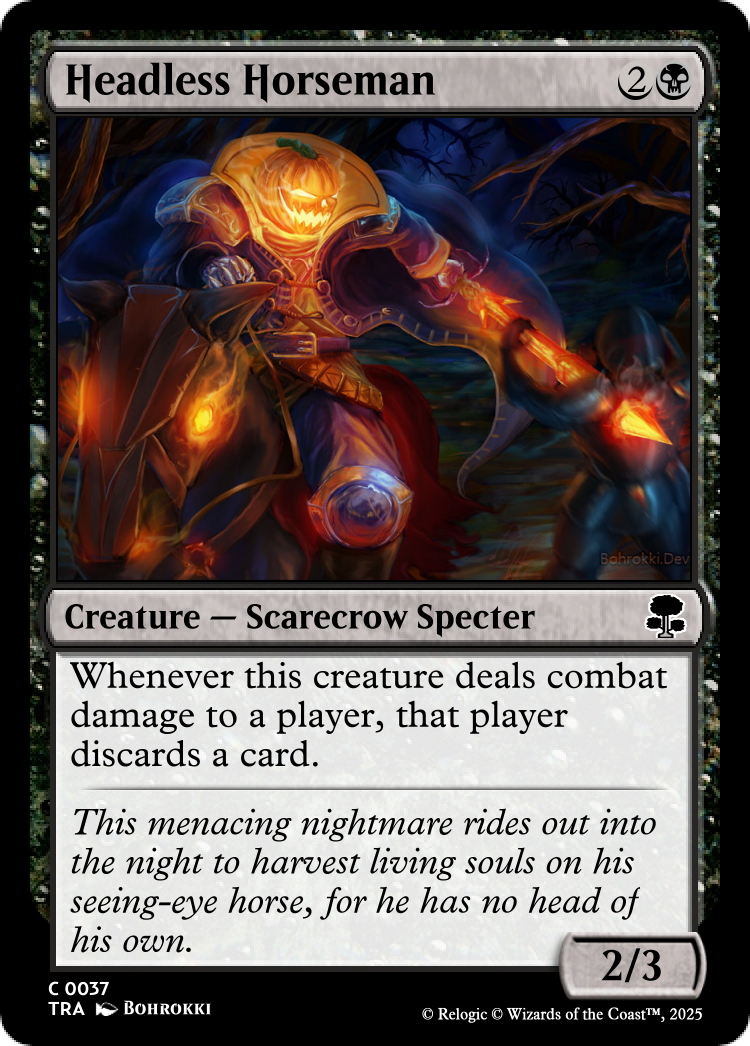 Headless Horseman 2
Bohrokki.Dev
Creature — Scarecrow Specter
Whenever this creature deals combat
damage to a player, that player
discards a card.
This menacing nightmare rides out into
the night to harvest living souls on his
seeing-eye horse, for he has no head of
his own.
2/3
C 0037
TRA BOHROKKI
© Relogic © Wizards of the Coast™, 2025